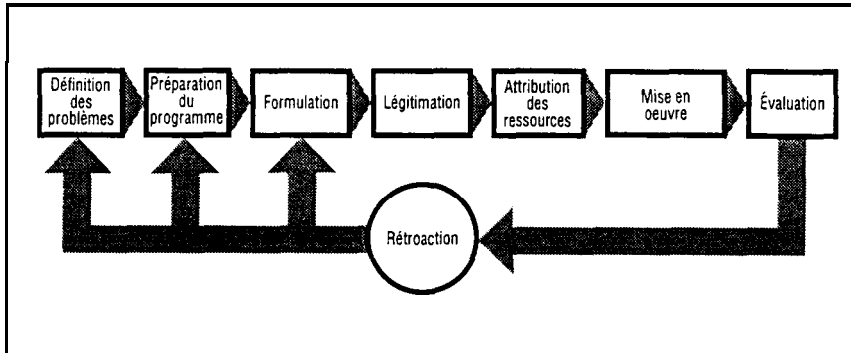 Définition
des
problèmes
Préparation
du
programme
Formulation
Légitimation
Attribution
des
ressources
Mise en
oeuvre
Évaluation
Rétroaction